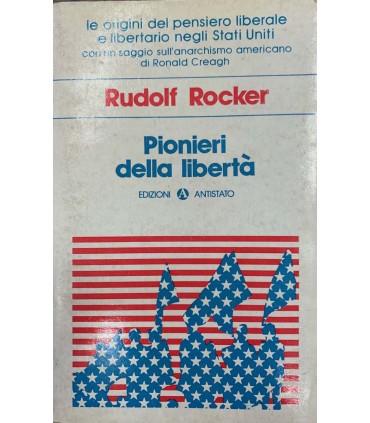 le origini del pensiero liberale
e libertario negli Stati Uniti
con un saggio sull'anarchismo americano
di Ronald Creagh
Rudolf Rocker
Pionieri
della libertà
EDIZIONI A ANTISTATO